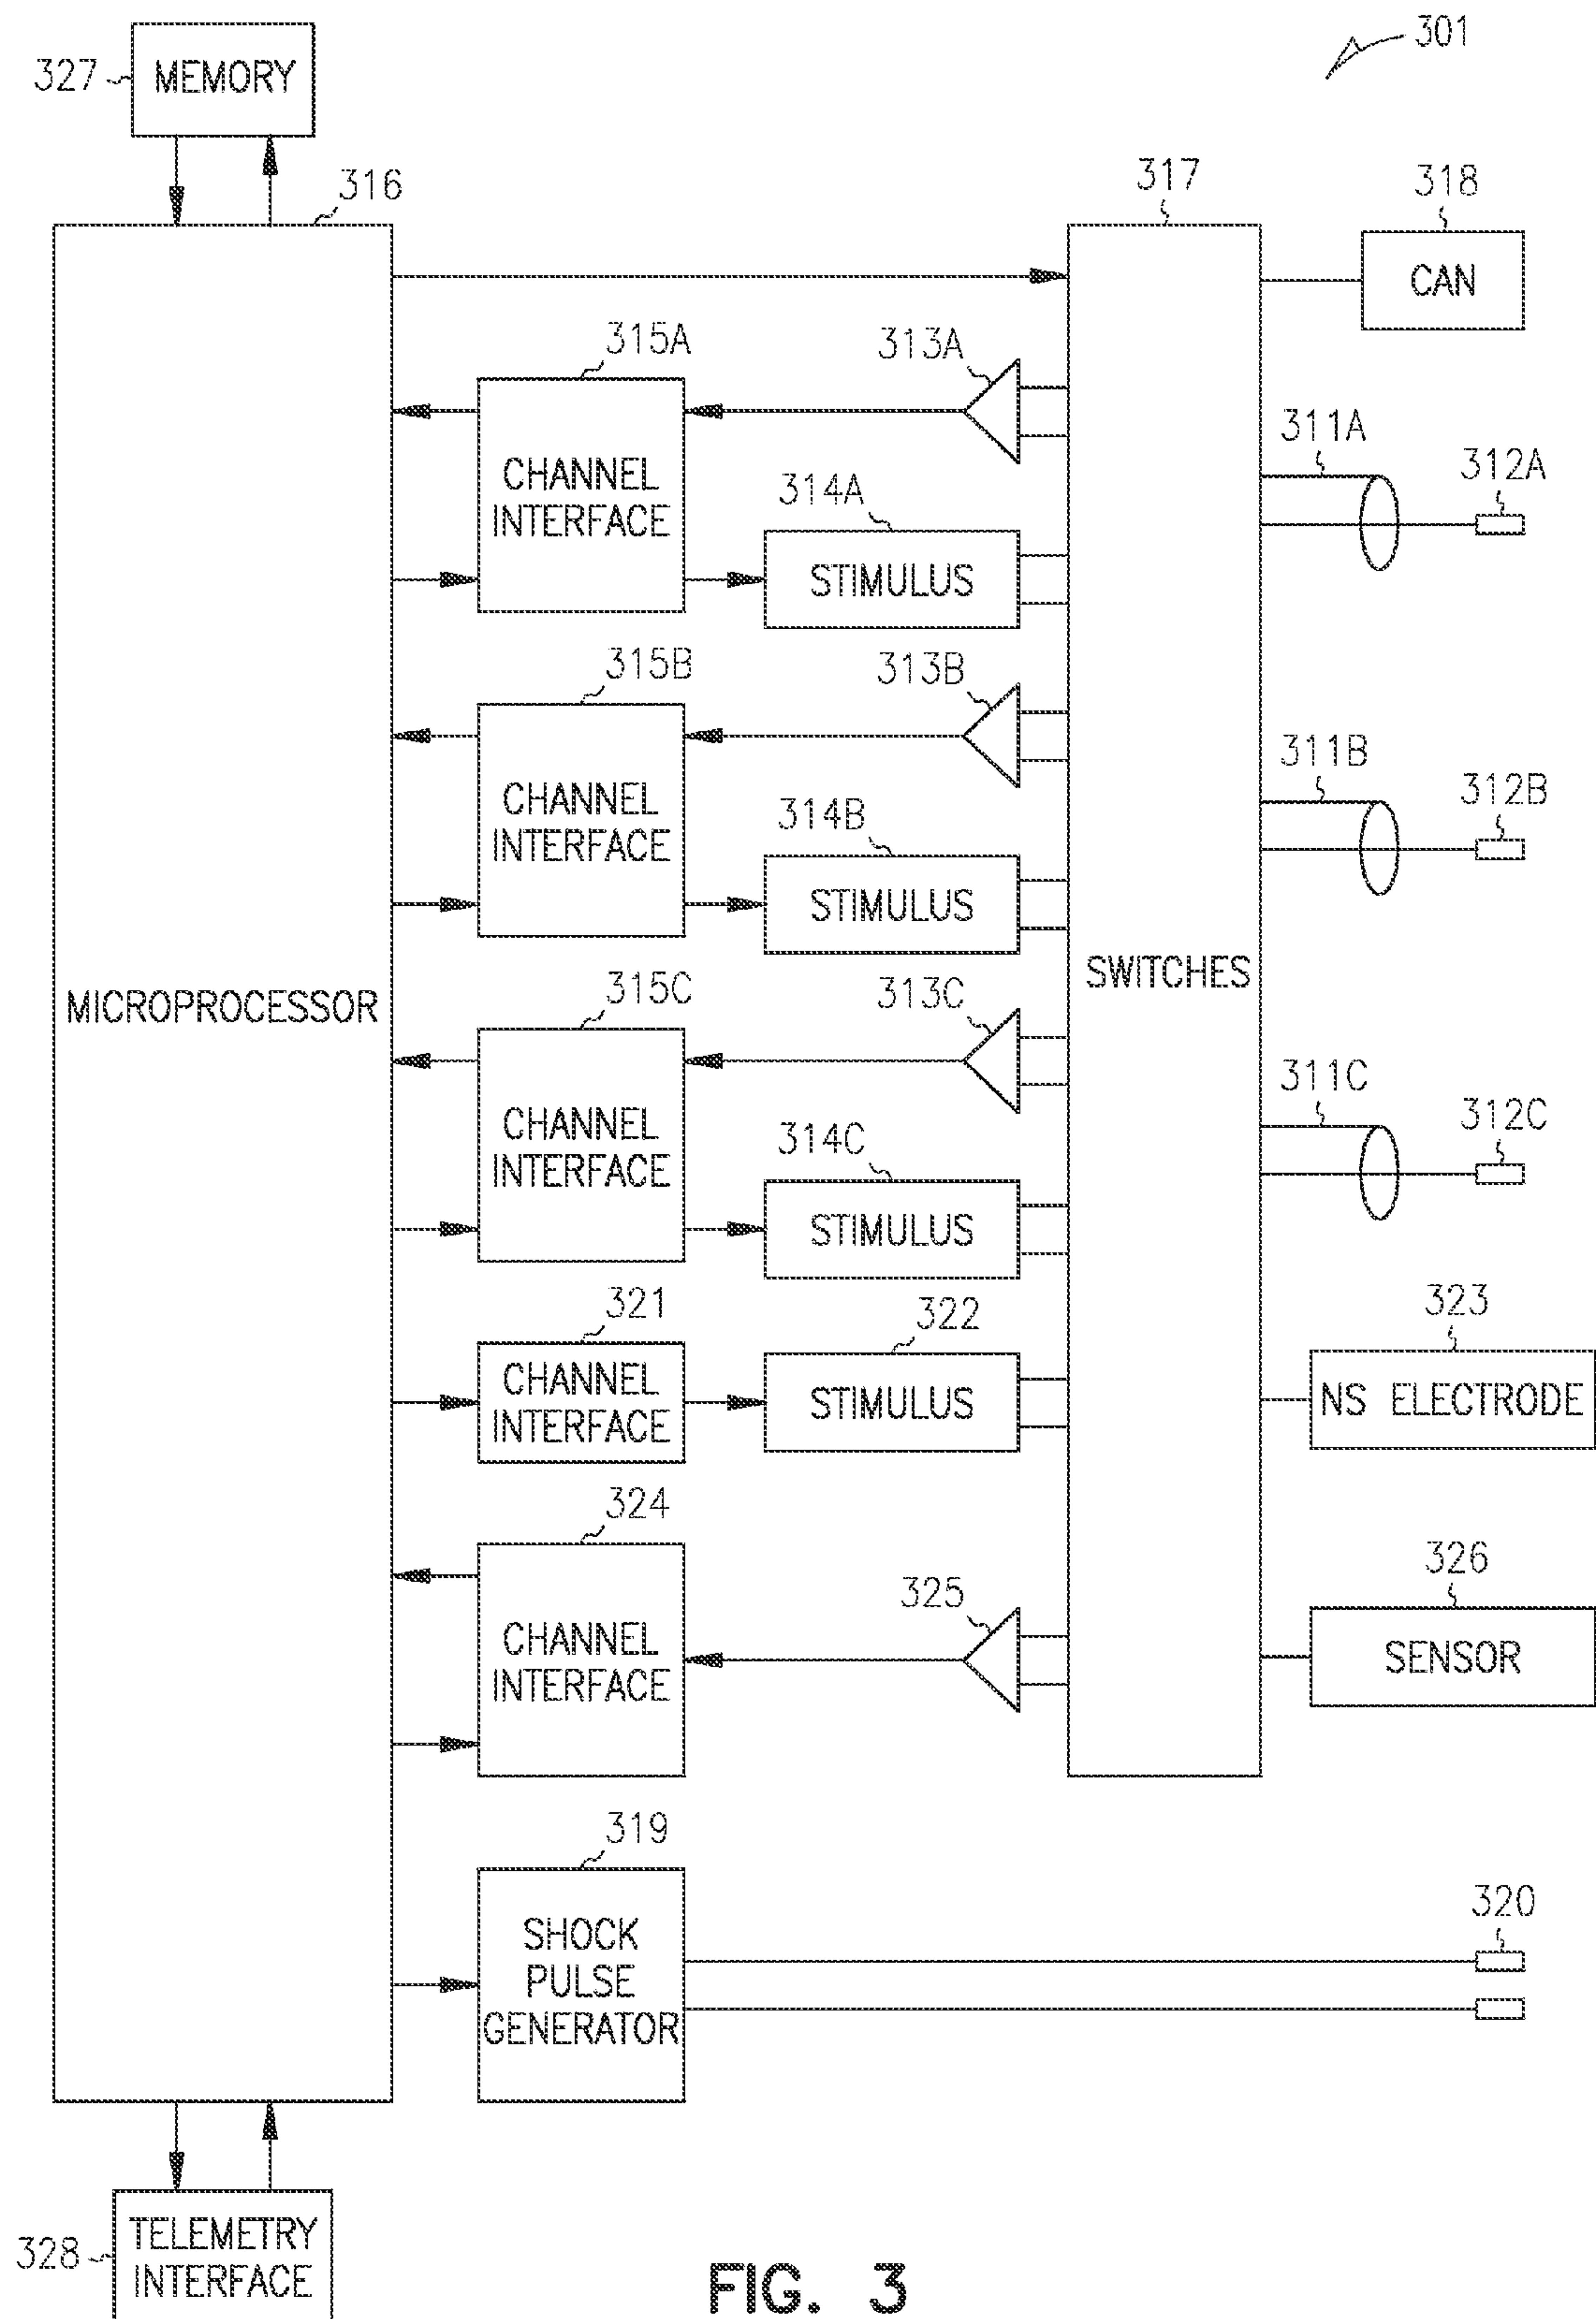 301
327
MEMORY
316
317
318
CAN
315A
313A
311A
312A
CHANNEL
INTERFACE
314A
STIMULUS
315B
313B
311B
312B
CHANNEL
INTERFACE
314B
STIMULUS
MICROPROCESSOR
SWITCHES
315C
313C
311C
312C
CHANNEL
INTERFACE
314C
STIMULUS
321
322
323
CHANNEL
INTERFACE
STIMULUS
NS ELECTRODE
324
325
326
CHANNEL
INTERFACE
SENSOR
319
320
SHOCK
PULSE
GENERATOR
328
TELEMETRY
INTERFACE
FIG. 3